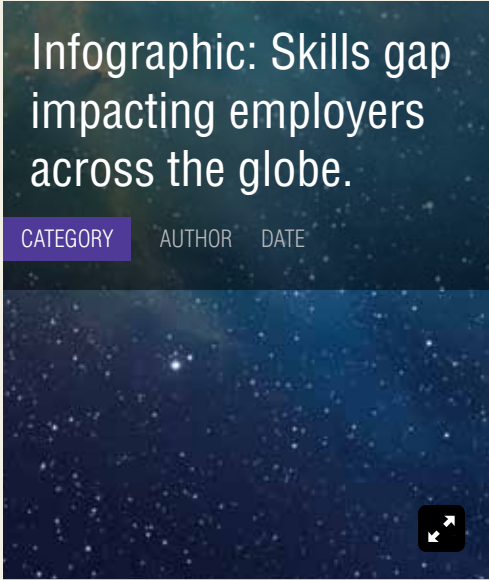 Infographic: Skills gap
impacting employers
across the globe.
CATEGORY AUTHOR DATE